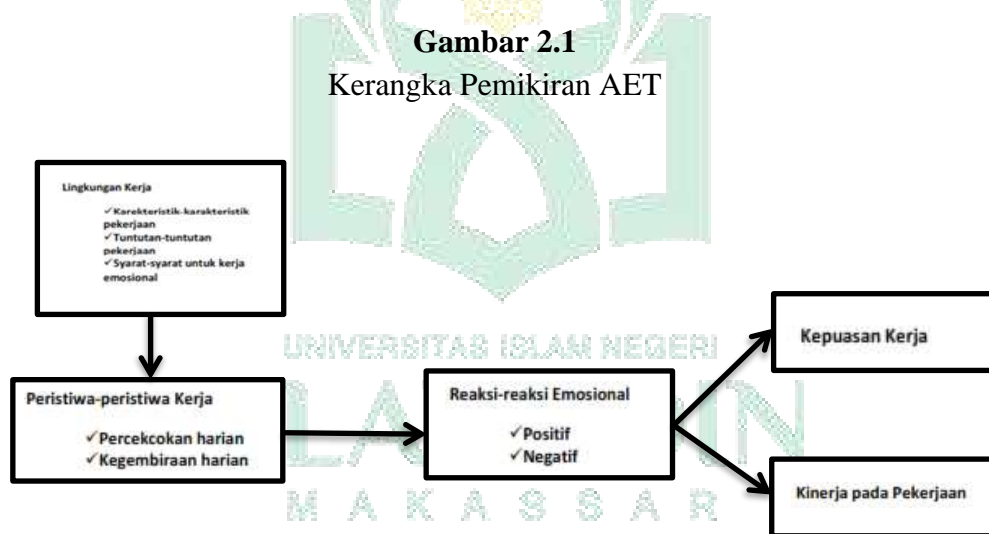 Gambar 2.1
Kerangka Pemikiran AET
Lingkungan Kerja
✓Karekteristik-karakteristik
pekerjaan
✓Tuntutan-tuntutan
pekerjaan
✓Syarat-syarat untuk kerja
emosional
Peristiwa-peristiwa Kerja
✓Percekcokan harian
✓Kegembiraan harian
Reaksi-reaksi Emosional
✓Positif
✓Negatif
Kepuasan Kerja
Kinerja pada Pekerjaan
UNIVERSITAS ISLAM NEGERI
MAKASSAR